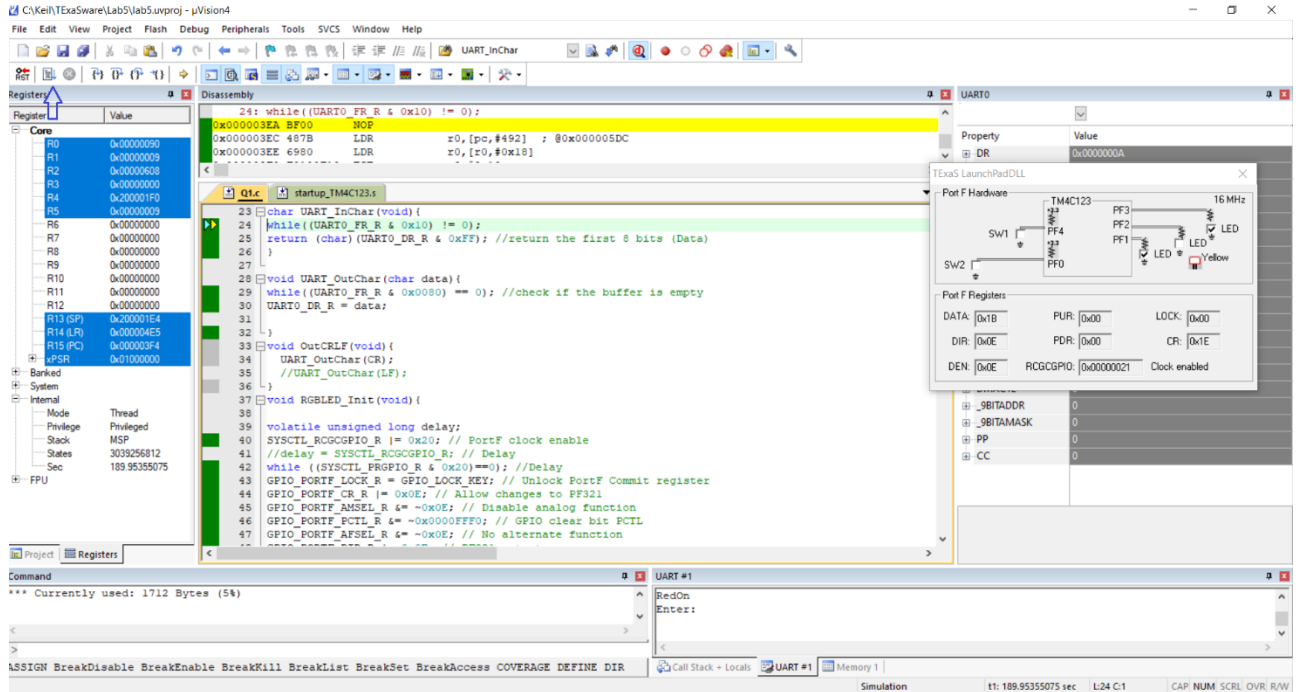 C:\Keil\TExaSware\Lab5\lab5.uvproj - µVision4
File Edit View Project Flash Debug Peripherals Tools SVCS Window Help
UART_InChar
RST
Registers
Register Value
Core
R0 0x00000090
R1 0x00000009
R2 0x00000608
R3 0x00000000
R4 0x200001F0
R5 0x00000009
R6 0x00000000
R7 0x00000000
R8 0x00000000
R9 0x00000000
R10 0x00000000
R11 0x00000000
R12 0x00000000
R13 (SP) 0x200001E4
R14 (LR) 0x000004E5
R15 (PC) 0x000003F4
xPSR 0x01000000
Banked
System
Internal
Mode Thread
Privilege Privileged
Stack MSP
States 3039256812
Sec 189.95355075
FPU
Project Registers
Disassembly
24: while((UART0_FR_R & 0x10) != 0);
0x000003EA BF00 NOP
0x000003EC 487B LDR r0,[pc,#492] ; @0x000005DC
0x000003EE 6980 LDR r0,[r0,#0x18]
Q1.c startup_TM4C123.s
23 char UART_InChar(void){
24 while((UART0_FR_R & 0x10) != 0);
25 return (char)(UART0_DR_R & 0xFF); //return the first 8 bits (Data)
26 }
27
28 void UART_OutChar(char data){
29 while((UART0_FR_R & 0x0080) == 0); //check if the buffer is empty
30 UART0_DR_R = data;
31
32 }
33 void OutCRLF(void){
34 UART_OutChar(CR);
35 //UART_OutChar(LF);
36 }
37 void RGBLED_Init(void){
38
39 volatile unsigned long delay;
40 SYSCTL_RCGCGPIO_R |= 0x20; // PortF clock enable
41 //delay = SYSCTL_RCGCGPIO_R; // Delay
42 while ((SYSCTL_PRGPIO_R & 0x20)==0); //Delay
43 GPIO_PORTF_LOCK_R = GPIO_LOCK_KEY; // Unlock PortF Commit register
44 GPIO_PORTF_CR_R |= 0x0E; // Allow changes to PF321
45 GPIO_PORTF_AMSEL_R &= ~0x0E; // Disable analog function
46 GPIO_PORTF_PCTL_R &= ~0x0000FFF0; // GPIO clear bit PCTL
47 GPIO_PORTF_AFSEL_R &= ~0x0E; // No alternate function
UART0
Property Value
DR 0x0000000A
TExaS LaunchPadDLL
Port F Hardware
TM4C123 16 MHz
+3.3 PF3
SW1 PF4 PF2 LED
+3.3 PF1 LED
SW2 PF0 LED Yellow
Port F Registers
DATA: 0x1B PUR: 0x00 LOCK: 0x00
DIR: 0x0E PDR: 0x00 CR: 0x1E
DEN: 0x0E RCGCGPIO: 0x00000021 Clock enabled
_9BITADDR 0
_9BITAMASK 0
PP 0
CC 0
Command
*** Currently used: 1712 Bytes (5%)
>
ASSIGN BreakDisable BreakEnable BreakKill BreakList BreakSet BreakAccess COVERAGE DEFINE DIR
UART #1
RedOn
Enter:
Call Stack + Locals UART #1 Memory 1
Simulation t1: 189.95355075 sec L:24 C:1 CAP NUM SCRL OVR R/W